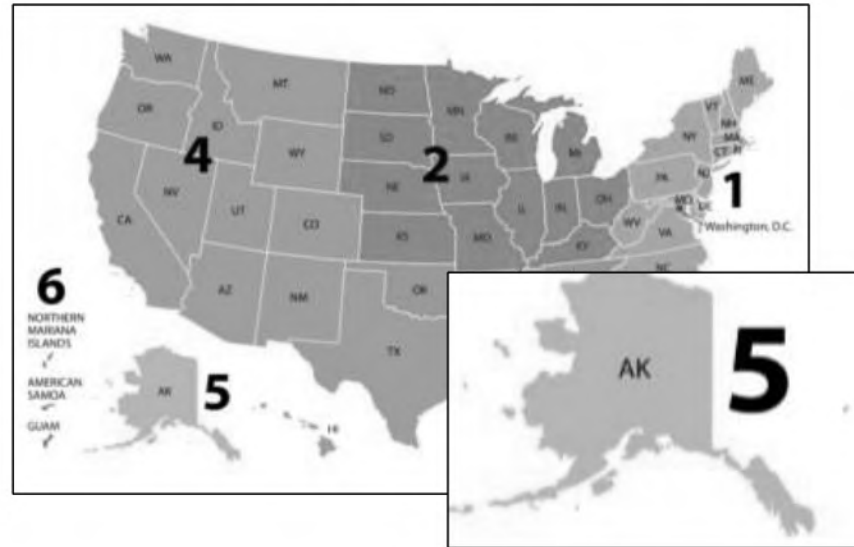 WA
MT
ND
MN
ME
OR
ID
SD
WI
MI
VT
NH
NY
MA
CT
RI
WY
4
2
NE
IA
PA
NJ
1
NV
UT
CO
IL
IN
OH
DE
Washington, D.C.
CA
KS
MO
KY
WV
VA
NC
AZ
NM
OK
TX
6
NORTHERN
MARIANA
ISLANDS
AMERICAN
SAMOA
GUAM
AK
5
HI
AK
5